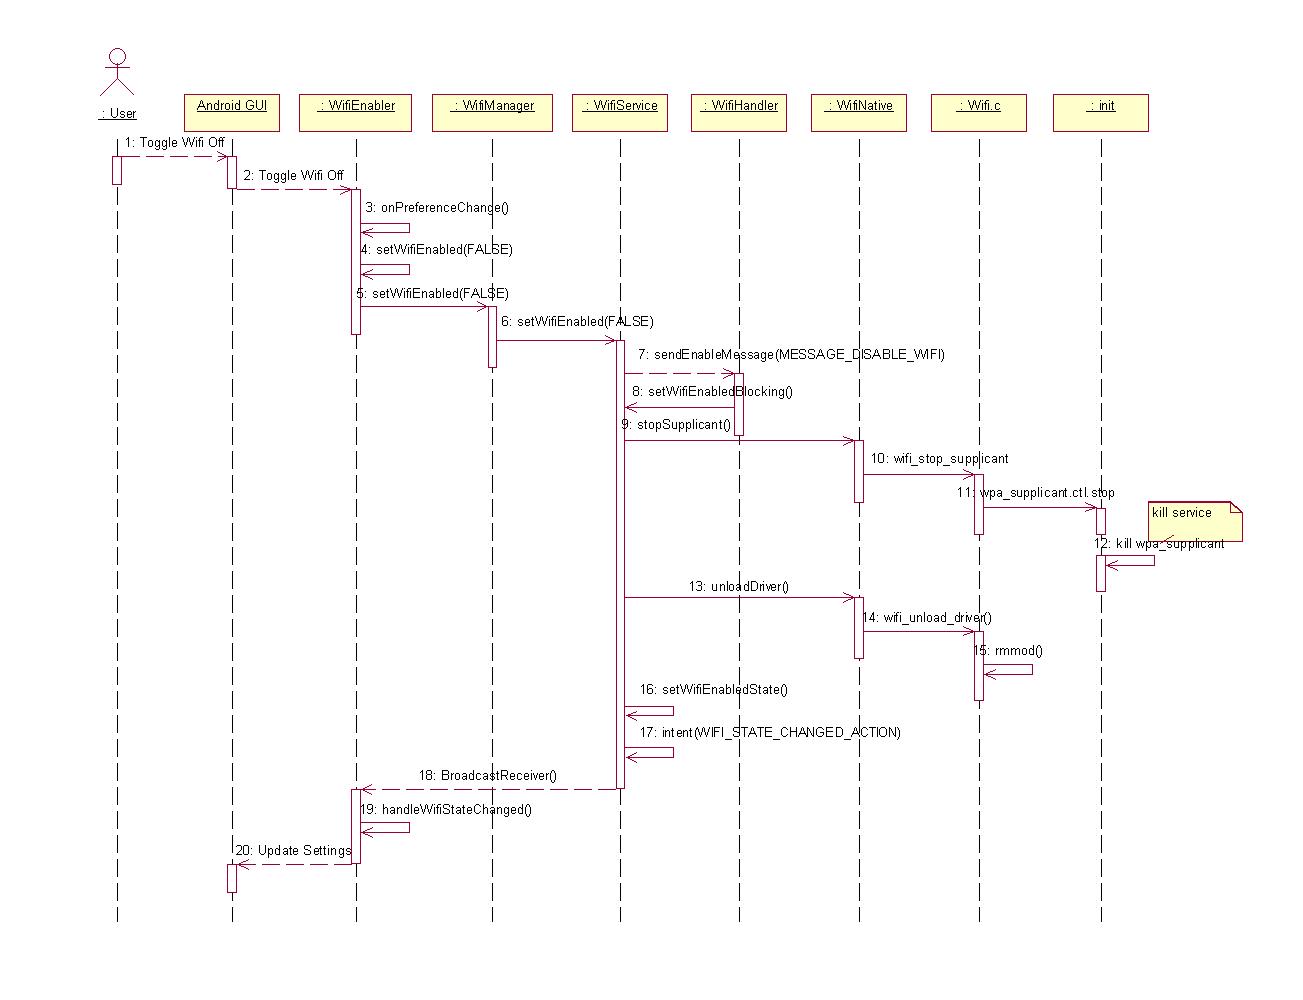 : User
Android GUI
: WifiEnabler
: WifiManager
: WifiService
: WifiHandler
: WifiNative
: Wifi.c
: init
1: Toggle Wifi Off
2: Toggle Wifi Off
3: onPreferenceChange()
4: setWifiEnabled(FALSE)
5: setWifiEnabled(FALSE)
6: setWifiEnabled(FALSE)
7: sendEnableMessage(MESSAGE_DISABLE_WIFI)
8: setWifiEnabledBlocking()
9: stopSupplicant()
10: wifi_stop_supplicant
11: wpa_supplicant.ctl.stop
kill service
12: kill wpa_supplicant
13: unloadDriver()
14: wifi_unload_driver()
15: rmmod()
16: setWifiEnabledState()
17: intent(WIFI_STATE_CHANGED_ACTION)
18: BroadcastReceiver()
19: handleWifiStateChanged()
20: Update Settings